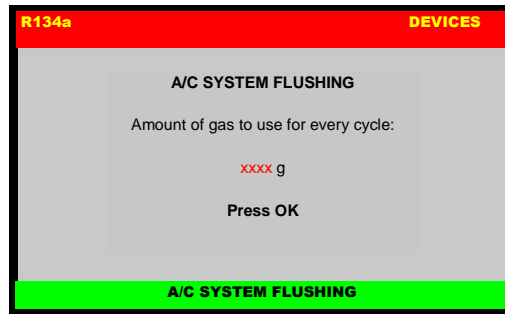 R134a DEVICES
A/C SYSTEM FLUSHING
Amount of gas to use for every cycle:
xxxx g
Press OK
A/C SYSTEM FLUSHING